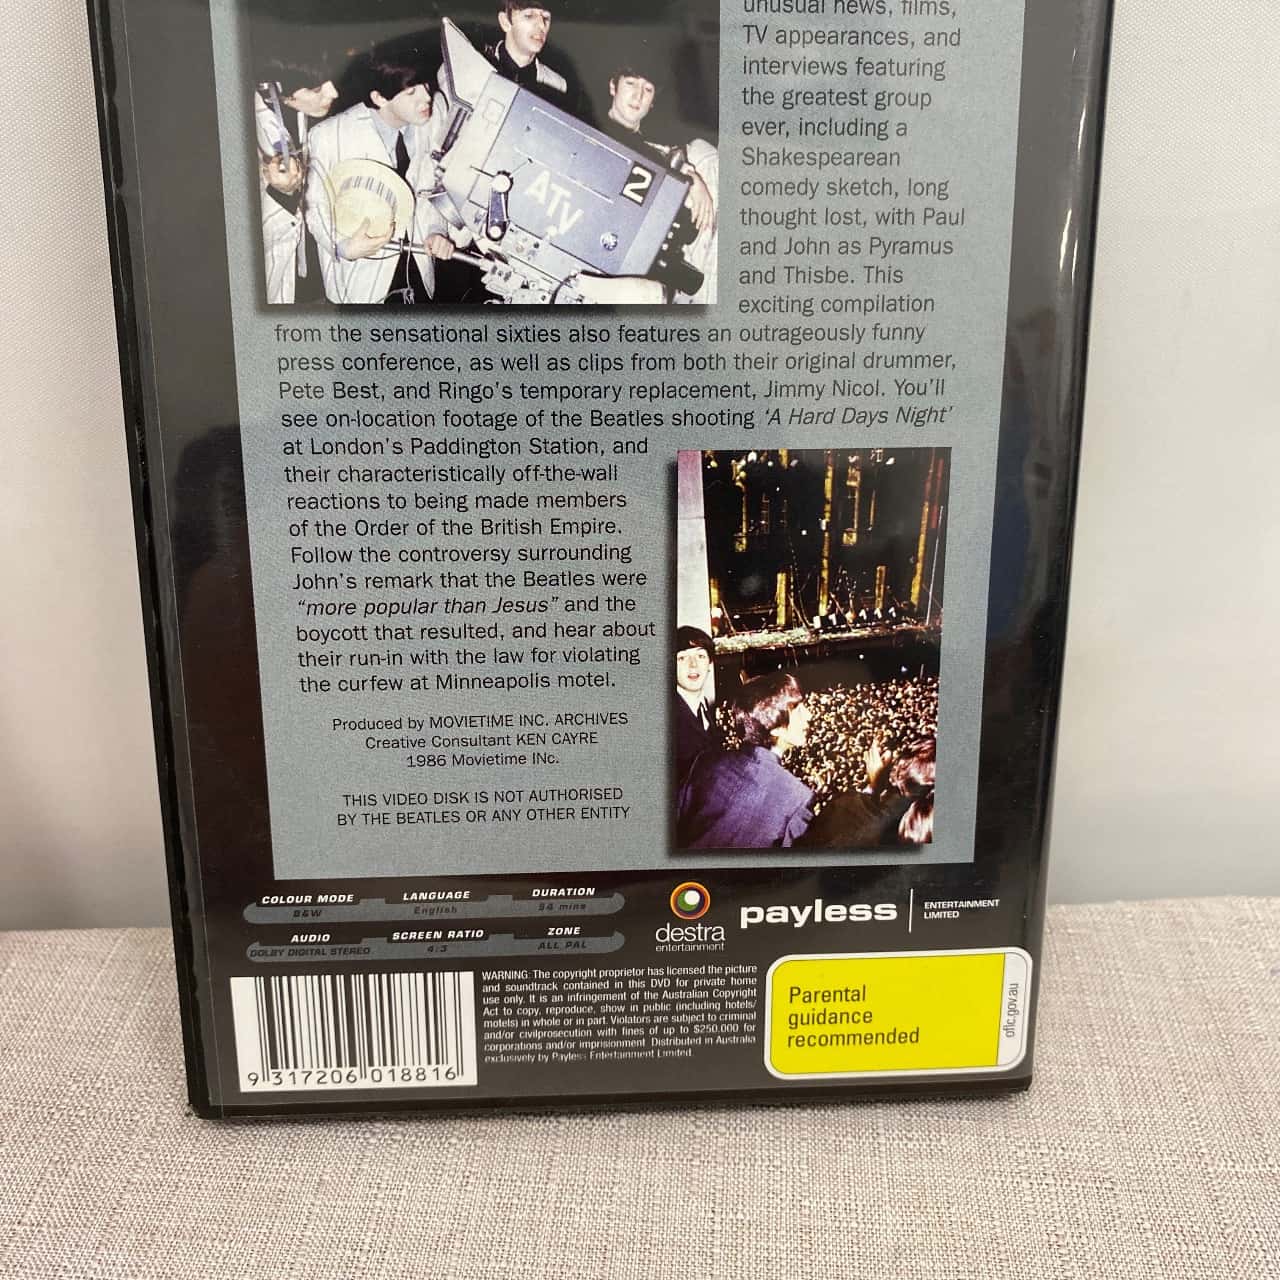 unusual news, films,
TV appearances, and
interviews featuring
the greatest group
ever, including a
Shakespearean
comedy sketch, long
thought lost, with Paul
and John as Pyramus
and Thisbe. This
exciting compilation
from the sensational sixties also features an outrageously funny
press conference, as well as clips from both their original drummer,
Pete Best, and Ringo's temporary replacement, Jimmy Nicol. You'll
see on-location footage of the Beatles shooting 'A Hard Days Night'
at London's Paddington Station, and
their characteristically off-the-wall
reactions to being made members
of the Order of the British Empire.
Follow the controversy surrounding
John's remark that the Beatles were
"more popular than Jesus" and the
boycott that resulted, and hear about
their run-in with the law for violating
the curfew at Minneapolis motel.
ATV
2
Produced by MOVIETIME INC. ARCHIVES
Creative Consultant KEN CAYRE
1986 Movietime INc.
THIS VIDEO DISK IS NOT AUTHORISED
BY THE BEATLES OR ANY OTHER ENTITY
COLOUR MODE
B&W
LANGUAGE
English
DURATION
54 mins
AUDIO
DOLBY DIGITAL STEREO
SCREEN RATIO
4:3
ZONE
ALL PAL
destra
entertainment
payless
ENTERTAINMENT
LIMITED
WARNING: The copyright proprietor has licensed the picture
and soundtrack contained in this DVD for private home
use only. It is an infringement of the Australian Copyright
Act to copy, reproduce, show in public (including hotels/
motels) in whole or in part. Violators are subject to criminal
and/or civilprosecution with fines of up to $250,000 for
corporations and/or imprisionment. Distributed in Australia
exclusively by Payless Entertainment Limited.
9 317206 018816
Parental
guidance
recommended
oflc.gov.au